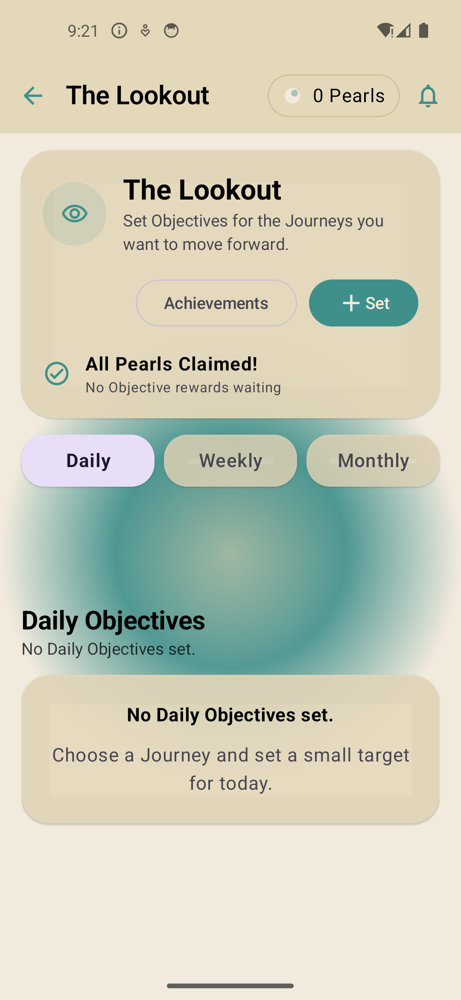 9:21
The Lookout
0 Pearls
The Lookout
Set Objectives for the Journeys you
want to move forward.
Achievements
Set
All Pearls Claimed!
No Objective rewards waiting
Daily
Weekly
Monthly
Daily Objectives
No Daily Objectives set.
No Daily Objectives set.
Choose a Journey and set a small target
for today.